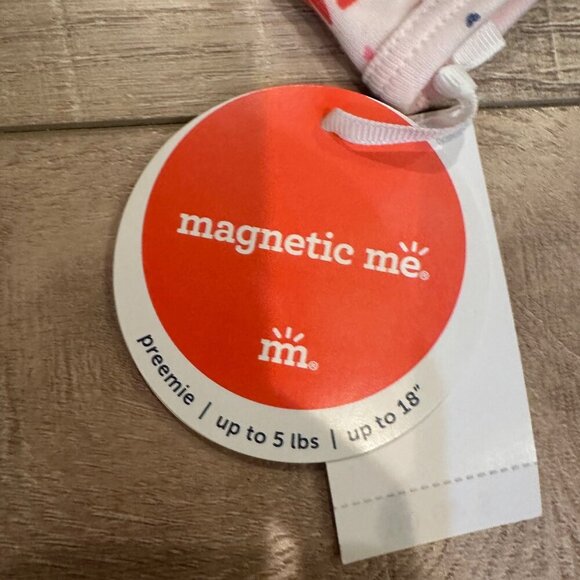 magnetic me®
m®
preemie | up to 5 lbs | up to 18"